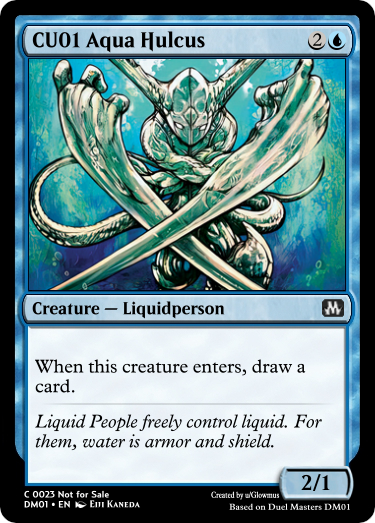 CU01 Aqua Hulcus 2
Creature — Liquidperson
When this creature enters, draw a
card.
Liquid People freely control liquid. For
them, water is armor and shield.
2/1
C 0023 Not for Sale
DM01 • EN Eiji Kaneda
Created by u/Glowmus
Based on Duel Masters DM01